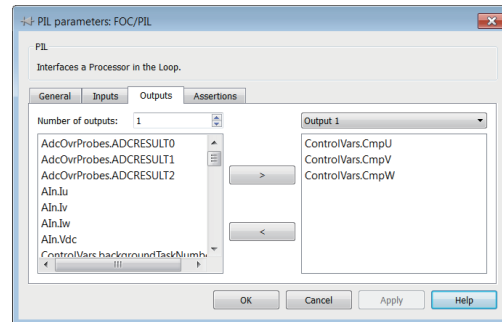 PIL parameters: FOC/PIL
PIL
Interfaces a Processor in the Loop.
General Inputs Outputs Assertions
Number of outputs: 1
Output 1
AdcOvrProbes.ADCRESULT0
AdcOvrProbes.ADCRESULT1
AdcOvrProbes.ADCRESULT2
AIn.Iu
AIn.Iv
AIn.Iw
AIn.Vdc
ControlVars.backgroundTaskNumb
>
<
ControlVars.CmpU
ControlVars.CmpV
ControlVars.CmpW
OK Cancel Apply Help